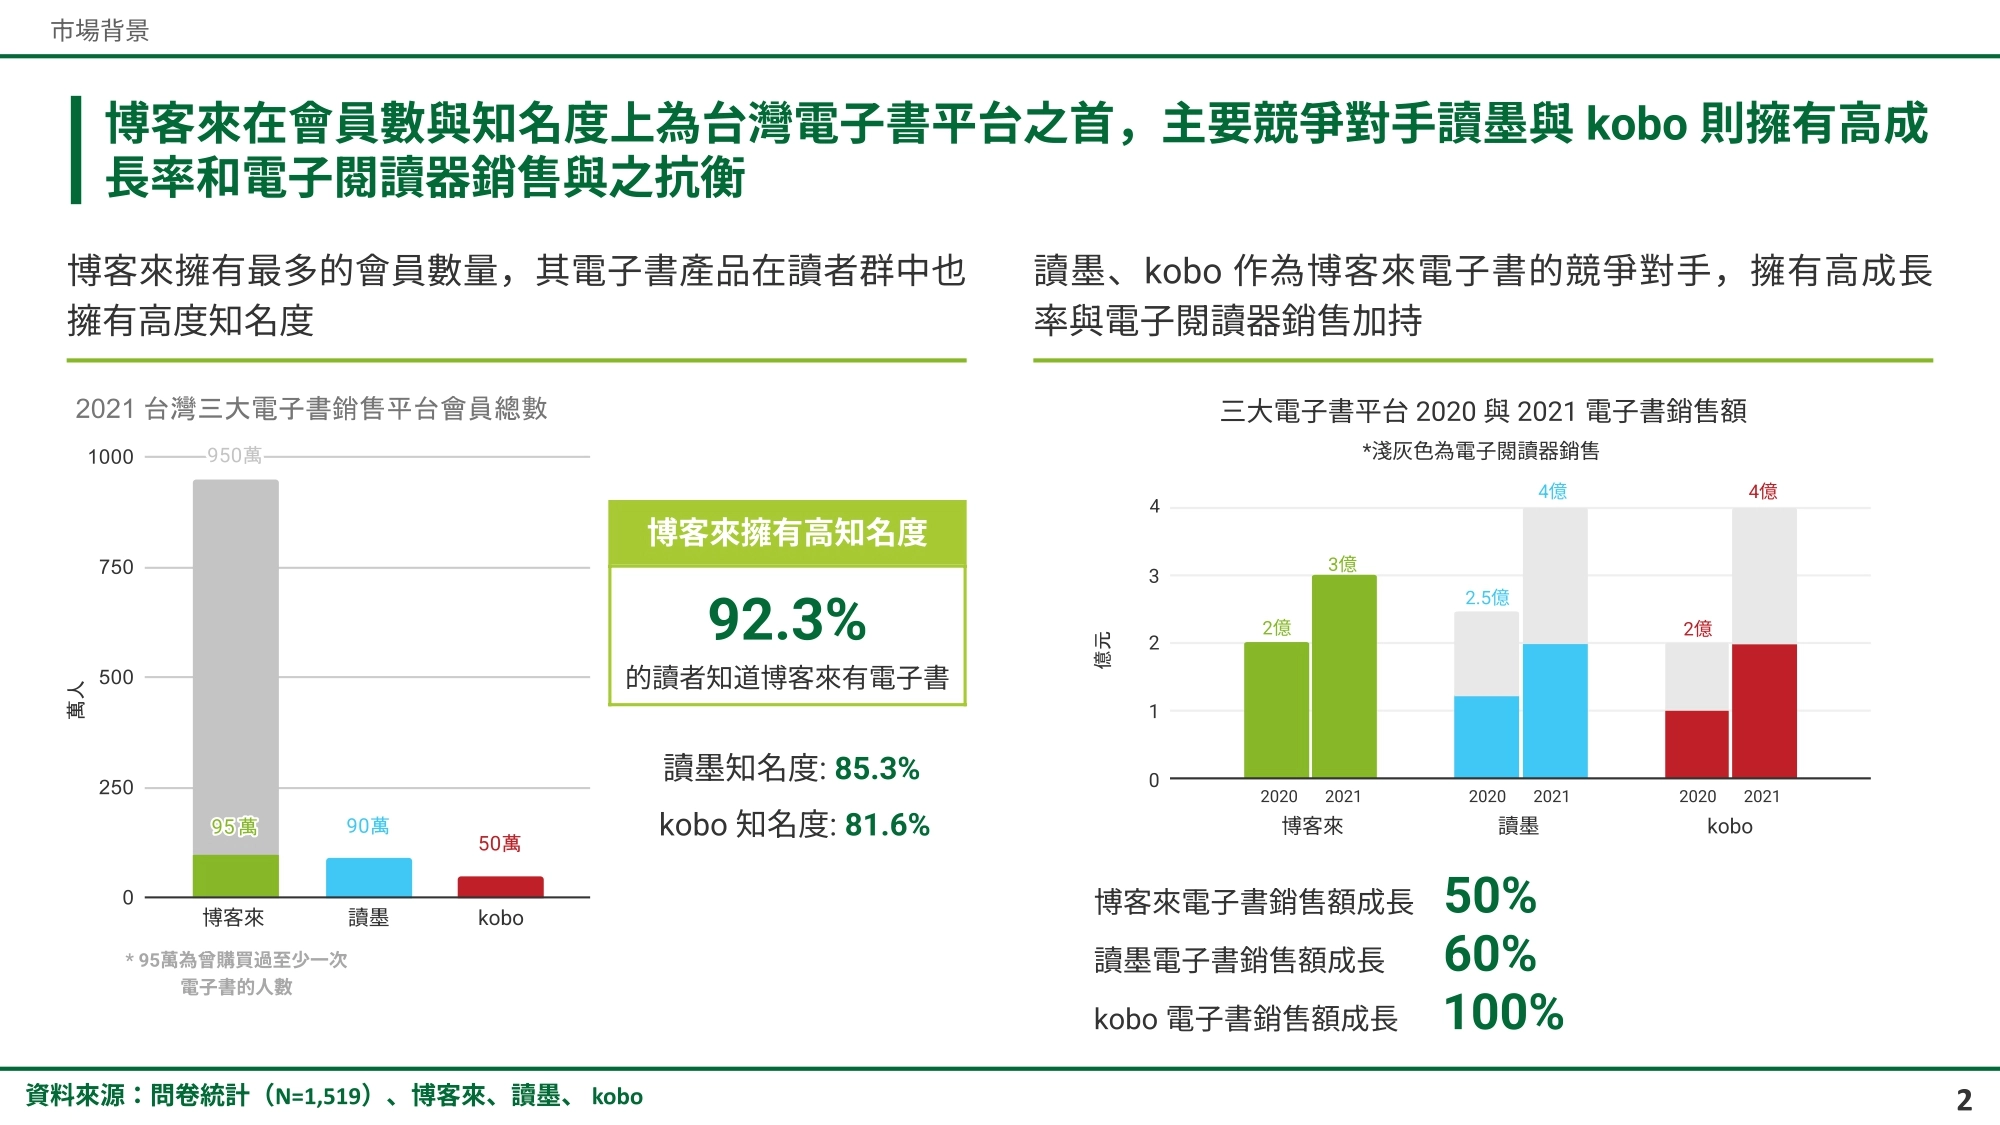 市場背景
博客來在會員數與知名度上為台灣電子書平台之首，主要競爭對手讀墨與 kobo 則擁有高成
長率和電子閱讀器銷售與之抗衡
博客來擁有最多的會員數量，其電子書產品在讀者群中也
擁有高度知名度
2021 台灣三大電子書銷售平台會員總數
1000
950萬
750
500
250
0
萬人
95萬
90萬
50萬
博客來
讀墨
kobo
* 95萬為曾購買過至少一次
電子書的人數
博客來擁有高知名度
92.3%
的讀者知道博客來有電子書
讀墨知名度: 85.3%
kobo 知名度: 81.6%
讀墨、kobo 作為博客來電子書的競爭對手，擁有高成長
率與電子閱讀器銷售加持
三大電子書平台 2020 與 2021 電子書銷售額
*淺灰色為電子閱讀器銷售
4
3
2
1
0
億元
2億
3億
2.5億
4億
2億
4億
2020 2021 2020 2021 2020 2021
博客來 讀墨 kobo
博客來電子書銷售額成長 50%
讀墨電子書銷售額成長 60%
kobo 電子書銷售額成長 100%
資料來源：問卷統計（N=1,519）、博客來、讀墨、 kobo
2